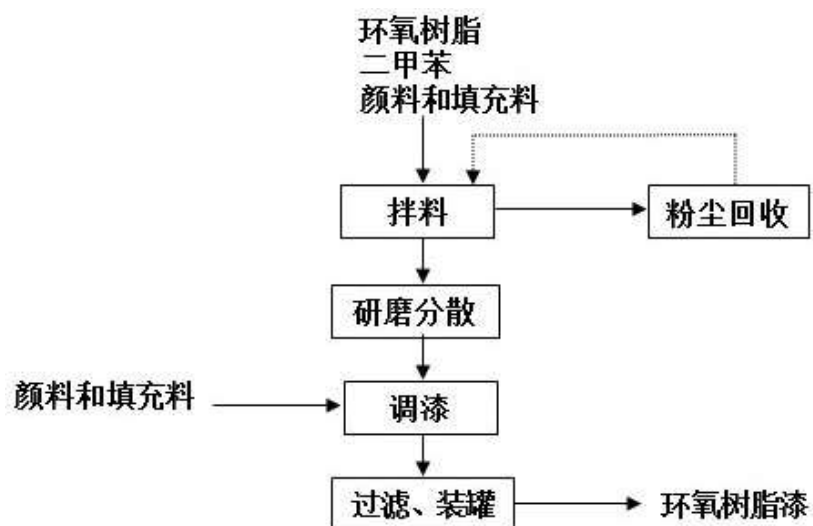 环氧树脂
二甲苯
颜料和填充料
拌料
粉尘回收
研磨分散
颜料和填充料
调漆
过滤、装罐
环氧树脂漆